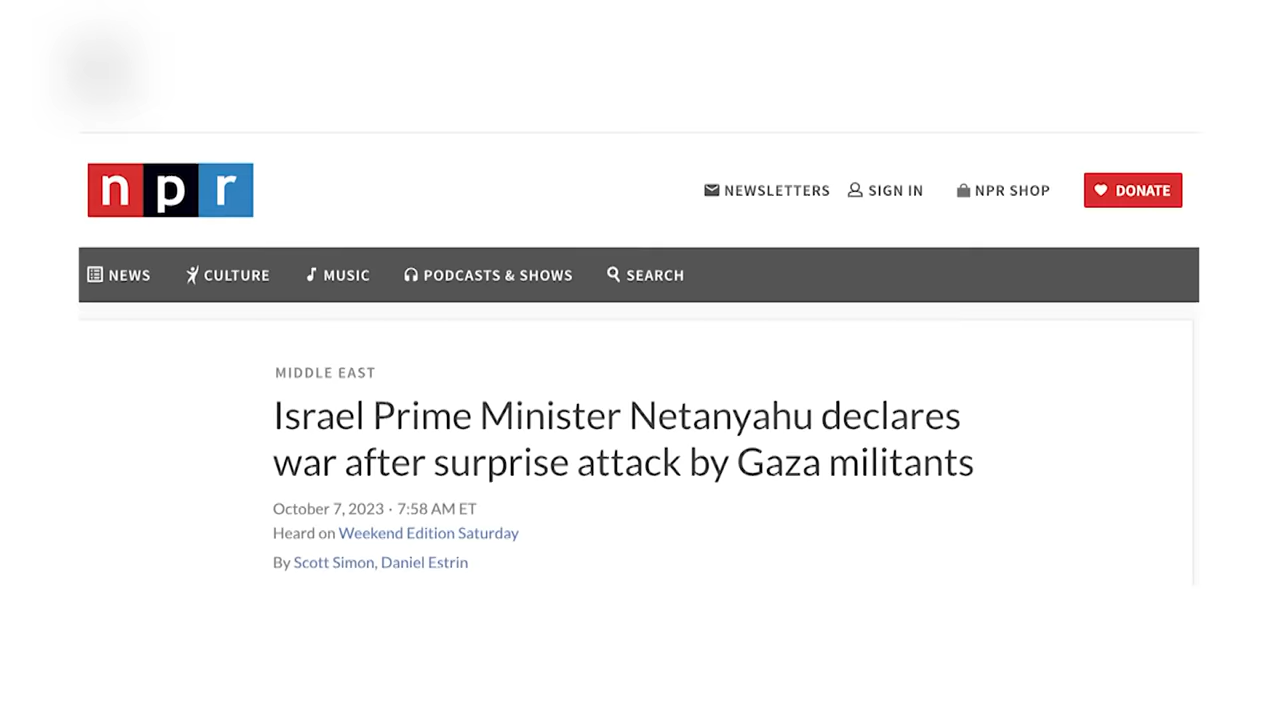 npr
NEWSLETTERS SIGN IN NPR SHOP DONATE
NEWS CULTURE MUSIC PODCASTS & SHOWS SEARCH
MIDDLE EAST
Israel Prime Minister Netanyahu declares
war after surprise attack by Gaza militants
October 7, 2023 · 7:58 AM ET
Heard on Weekend Edition Saturday
By Scott Simon, Daniel Estrin